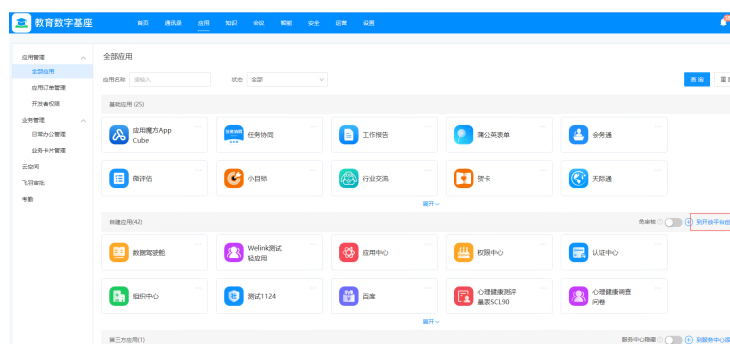 教育数字基座
首页 通讯录 应用 知识 会议 智能 安全 运营 设置
应用管理
全部应用
应用订单管理
开发者权限
业务管理
日常办公管理
业务卡片管理
云空间
飞羽审批
考勤
全部应用
应用名称 请输入 状态 全部 查询
基础应用 (25)
应用魔方App Cube
任务协同
工作报告
蒲公英表单
会务通
微评估
小目标
行业交流
贺卡
天际通
展开
自建应用(42)
免审核 到开放平台创
数据驾驶舱
Welink测试轻应用
应用中心
权限中心
认证中心
组织中心
测试1124
百度
心理健康测评量表SCL90
心理健康调查问卷
展开
第三方应用(1)
服务中心隐藏 到服务中心添